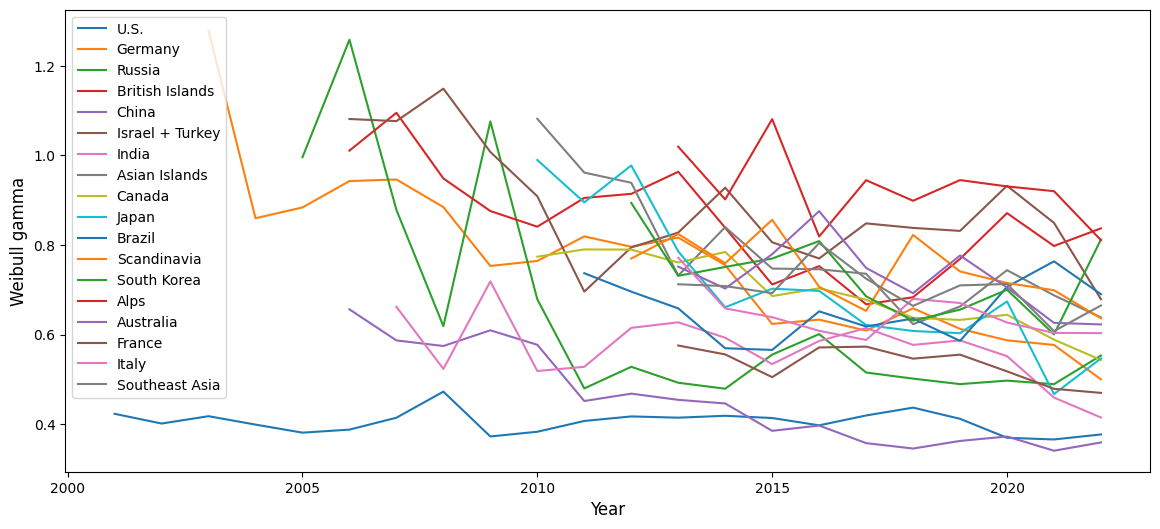 U.S.
Germany
Russia
British Islands
China
Israel + Turkey
India
Asian Islands
Canada
Japan
Brazil
Scandinavia
South Korea
Alps
Australia
France
Italy
Southeast Asia
Weibull gamma
1.2
1.0
0.8
0.6
0.4
2000 2005 2010 2015 2020
Year